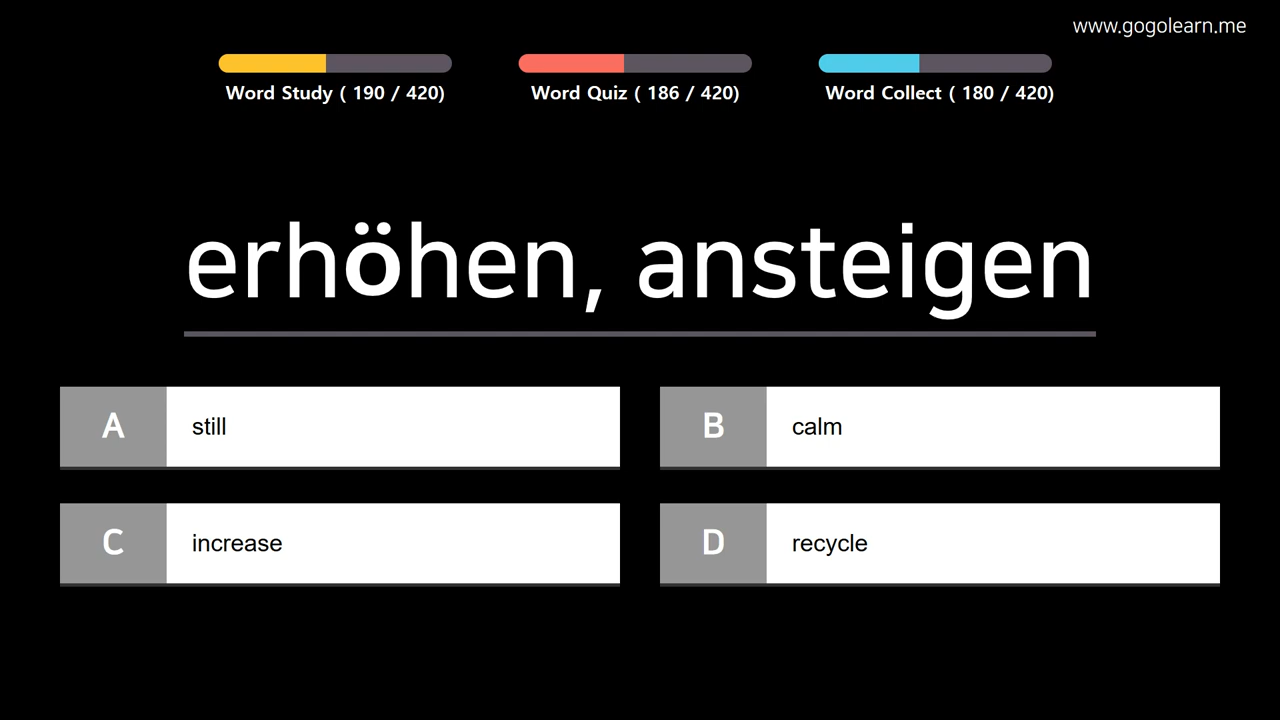 www.gogolearn.me
Word Study ( 190 / 420)
Word Quiz ( 186 / 420)
Word Collect ( 180 / 420)
erhöhen, ansteigen
A still
B calm
C increase
D recycle